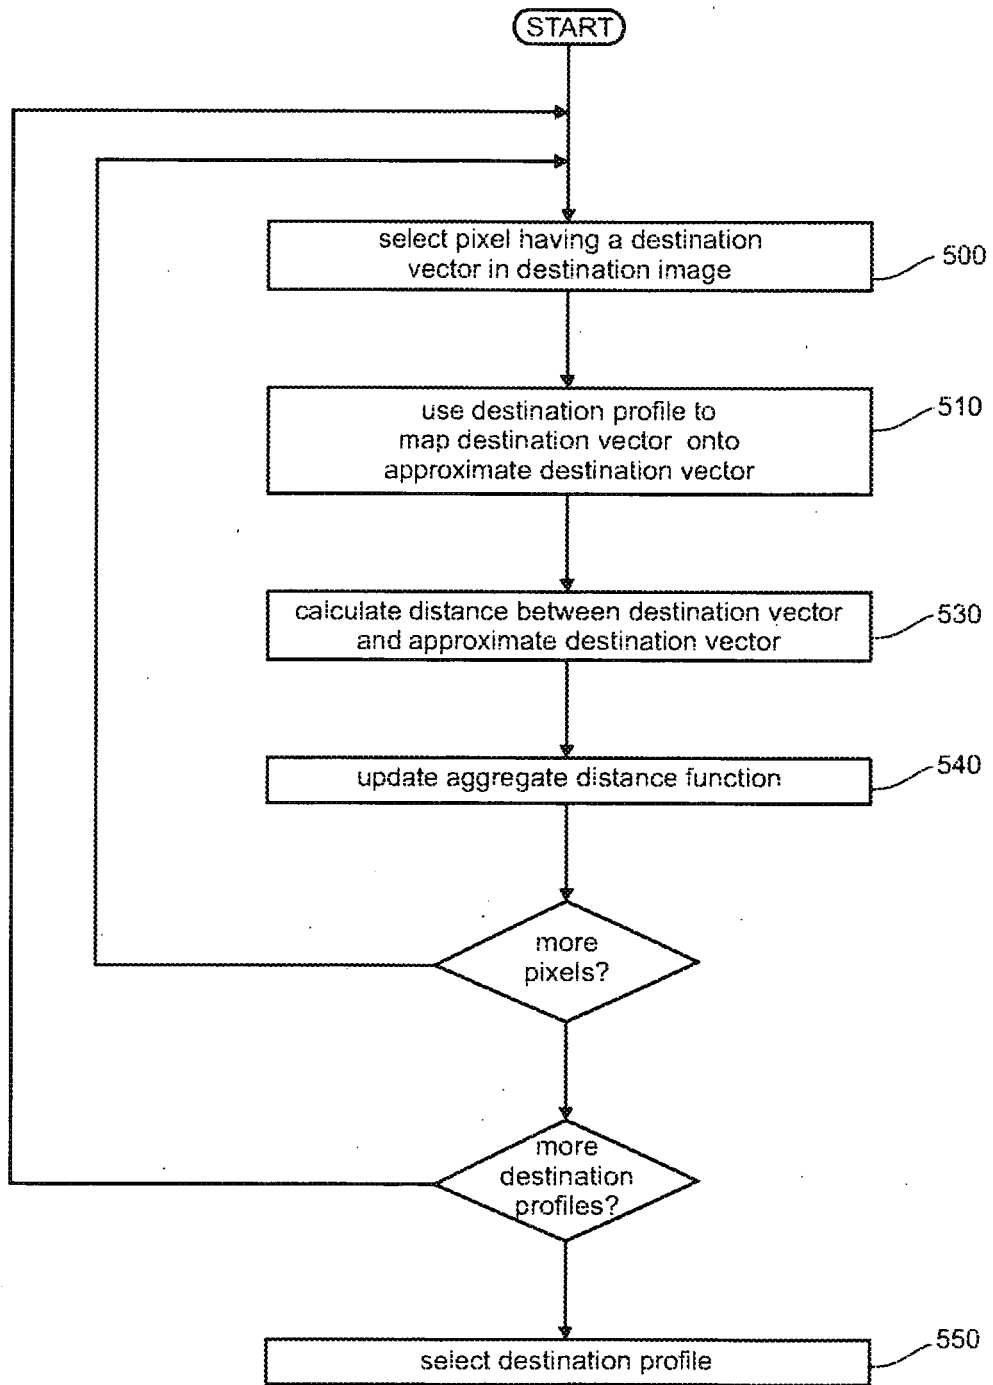 START
select pixel having a destination
vector in destination image
500
use destination profile to
map destination vector onto
approximate destination vector
510
calculate distance between destination vector
and approximate destination vector
530
update aggregate distance function
540
more
pixels?
more
destination
profiles?
select destination profile
550